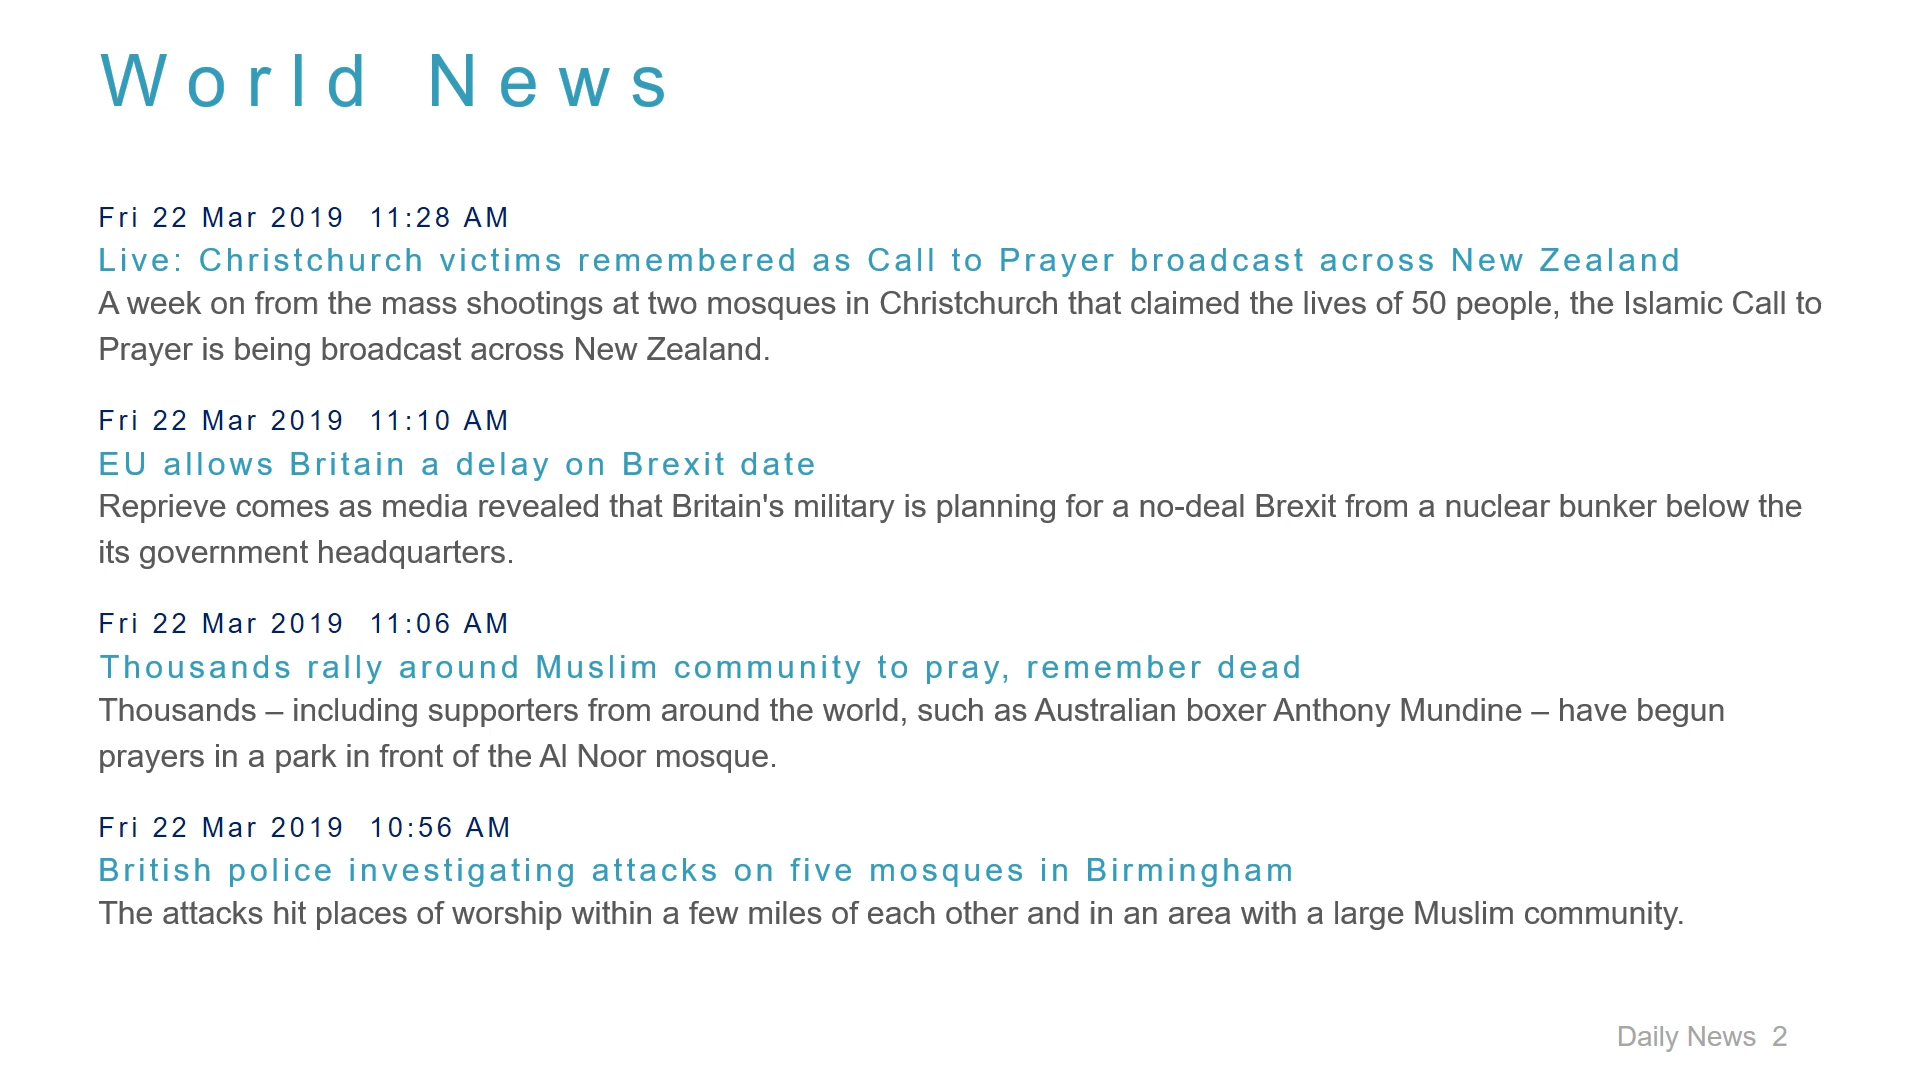 World News
Fri 22 Mar 2019  11:28 AM
Live: Christchurch victims remembered as Call to Prayer broadcast across New Zealand
A week on from the mass shootings at two mosques in Christchurch that claimed the lives of 50 people, the Islamic Call to
Prayer is being broadcast across New Zealand.
Fri 22 Mar 2019  11:10 AM
EU allows Britain a delay on Brexit date
Reprieve comes as media revealed that Britain's military is planning for a no-deal Brexit from a nuclear bunker below the
its government headquarters.
Fri 22 Mar 2019  11:06 AM
Thousands rally around Muslim community to pray, remember dead
Thousands – including supporters from around the world, such as Australian boxer Anthony Mundine – have begun
prayers in a park in front of the Al Noor mosque.
Fri 22 Mar 2019  10:56 AM
British police investigating attacks on five mosques in Birmingham
The attacks hit places of worship within a few miles of each other and in an area with a large Muslim community.
Daily News  2